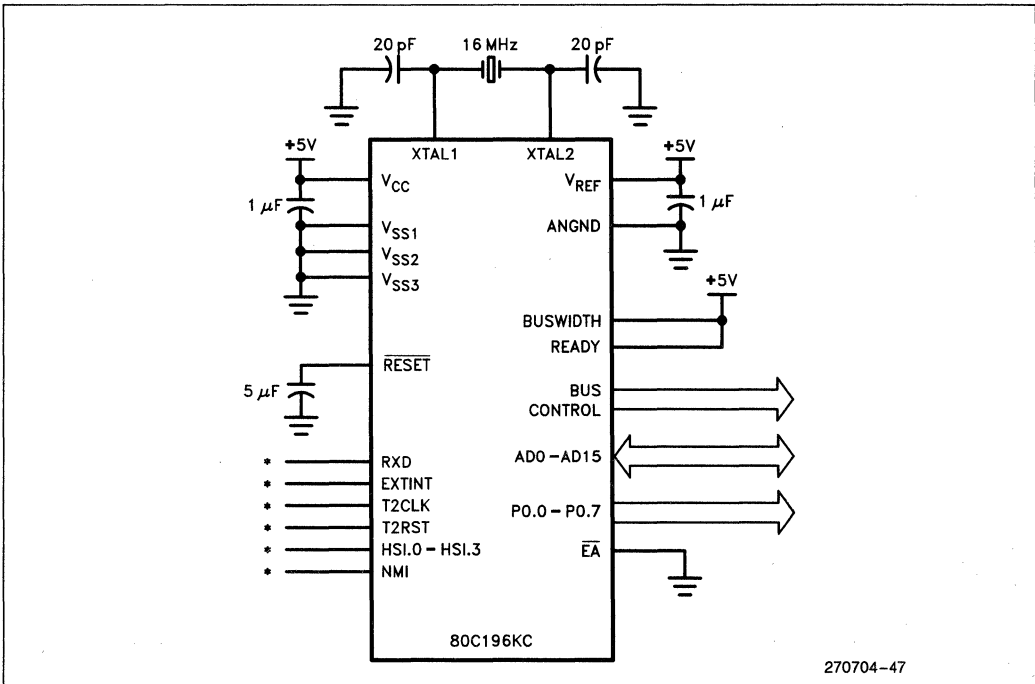 20 pF 16 MHz 20 pF
+5V XTAL1 XTAL2 +5V
VCC VREF
1 μF 1 μF
VSS1 ANGND
VSS2
VSS3
+5V
BUSWIDTH
READY
RESET
5 μF BUS
CONTROL
* RXD AD0 – AD15
* EXTINT
* T2CLK P0.0 – P0.7
* T2RST
* HSI.0 – HSI.3 EA
* NMI
80C196KC
270704–47